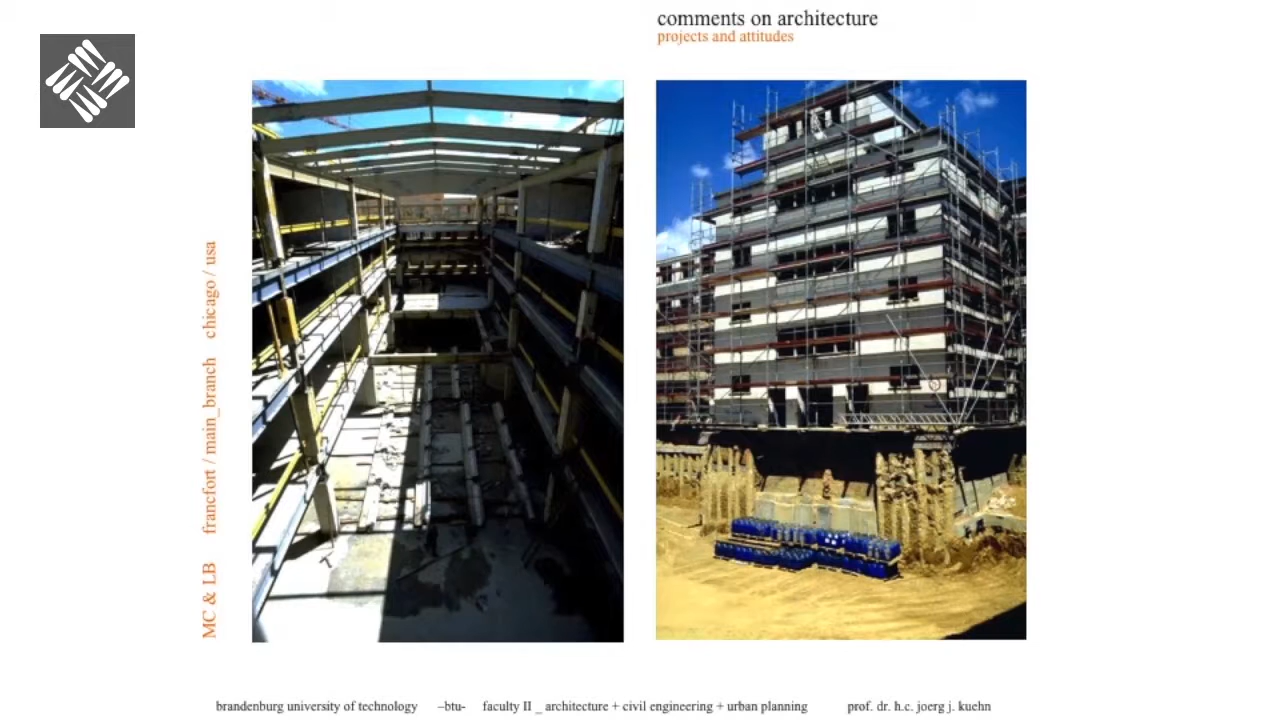 comments on architecture
projects and attitudes
MC & LB francfort / main_branch chicago / usa
brandenburg university of technology –btu- faculty II _ architecture + civil engineering + urban planning prof. dr. h.c. joerg j. kuehn